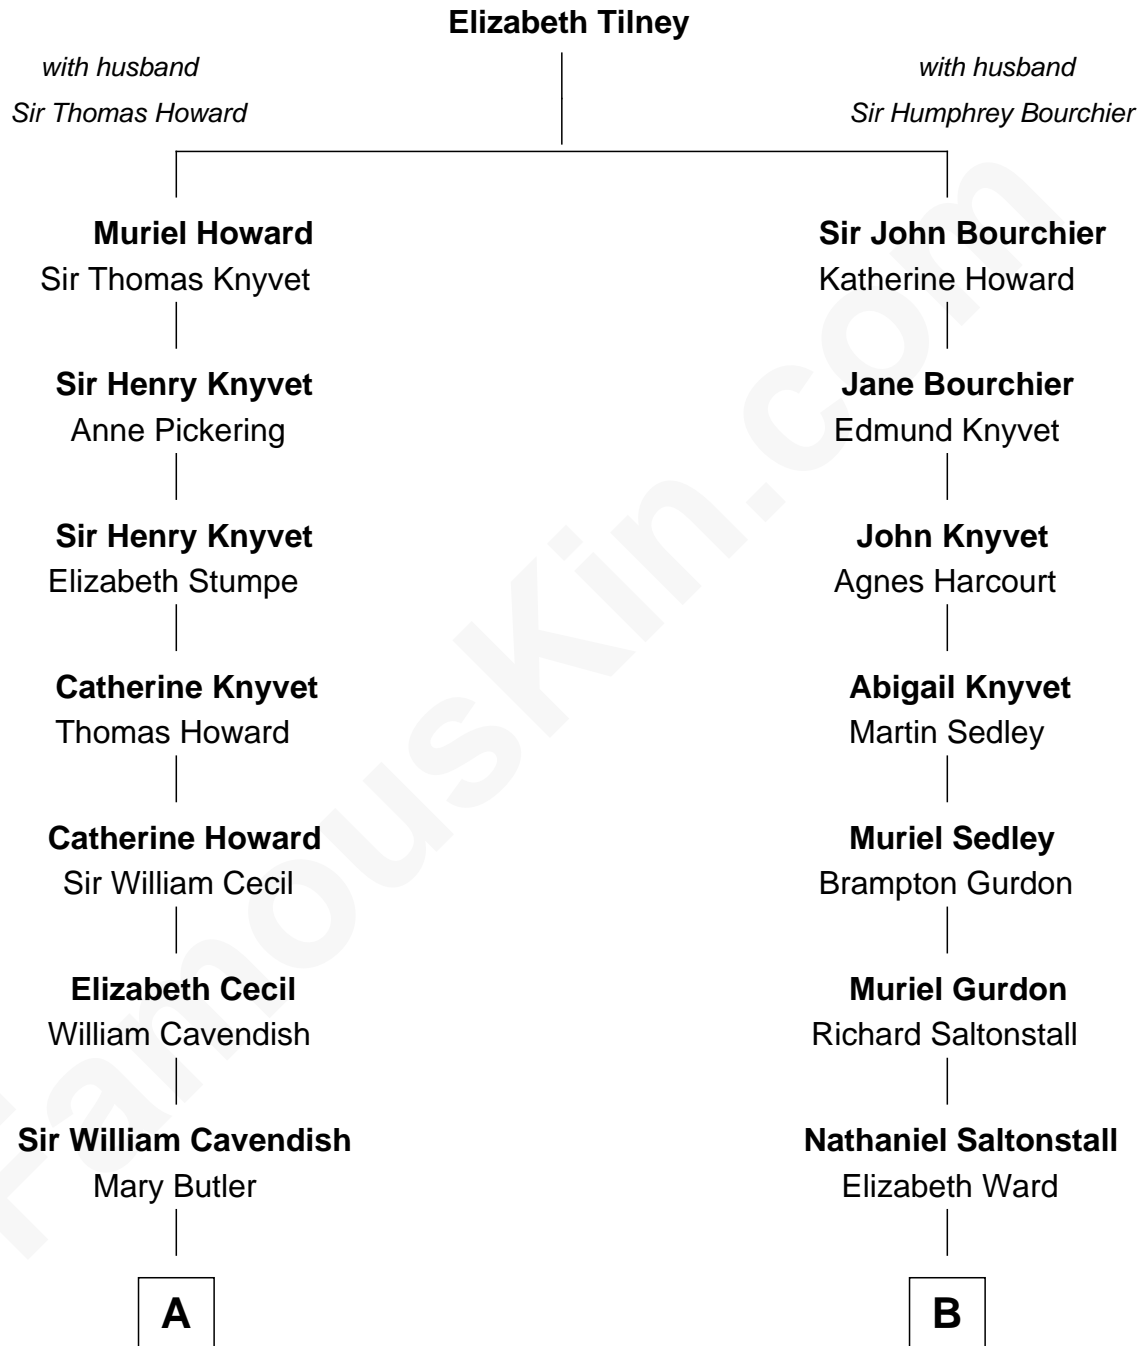 Elizabeth Tilney
with husband
Sir Thomas Howard
with husband
Sir Humphrey Bourchier
Muriel Howard
Sir Thomas Knyvet
Sir John Bourchier
Katherine Howard
Sir Henry Knyvet
Anne Pickering
Jane Bourchier
Edmund Knyvet
Sir Henry Knyvet
Elizabeth Stumpe
John Knyvet
Agnes Harcourt
Catherine Knyvet
Thomas Howard
Abigail Knyvet
Martin Sedley
Catherine Howard
Sir William Cecil
Muriel Sedley
Brampton Gurdon
Elizabeth Cecil
William Cavendish
Muriel Gurdon
Richard Saltonstall
Sir William Cavendish
Mary Butler
Nathaniel Saltonstall
Elizabeth Ward
A
B
FamousKin.com